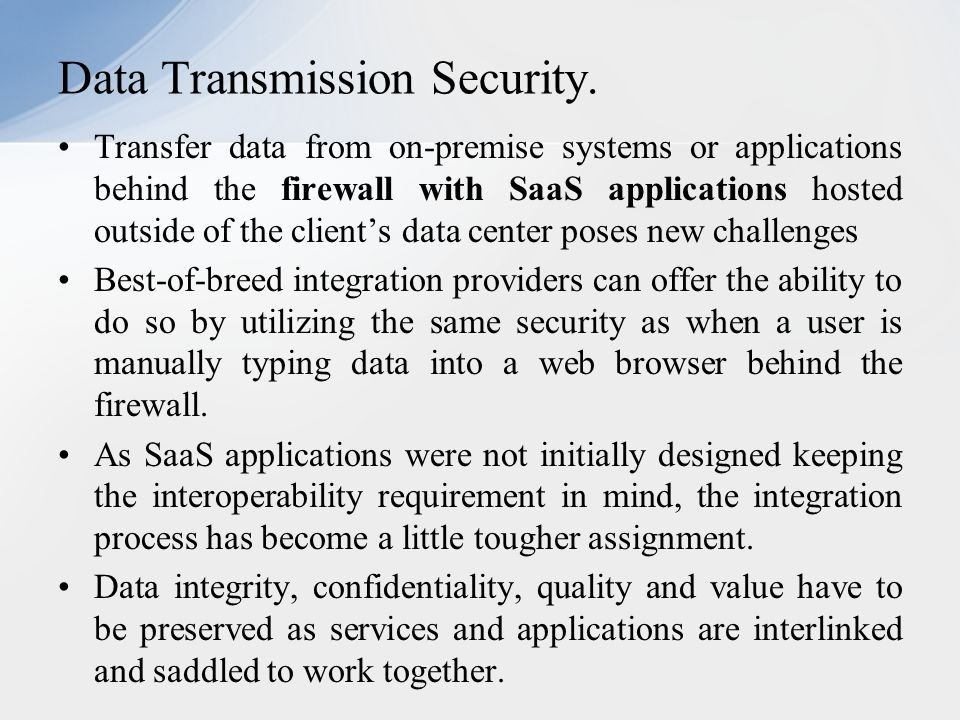 Data Transmission Security.
• Transfer data from on-premise systems or applications
behind the firewall with SaaS applications hosted
outside of the client’s data center poses new challenges
• Best-of-breed integration providers can offer the ability to
do so by utilizing the same security as when a user is
manually typing data into a web browser behind the
firewall.
• As SaaS applications were not initially designed keeping
the interoperability requirement in mind, the integration
process has become a little tougher assignment.
• Data integrity, confidentiality, quality and value have to
be preserved as services and applications are interlinked
and saddled to work together.